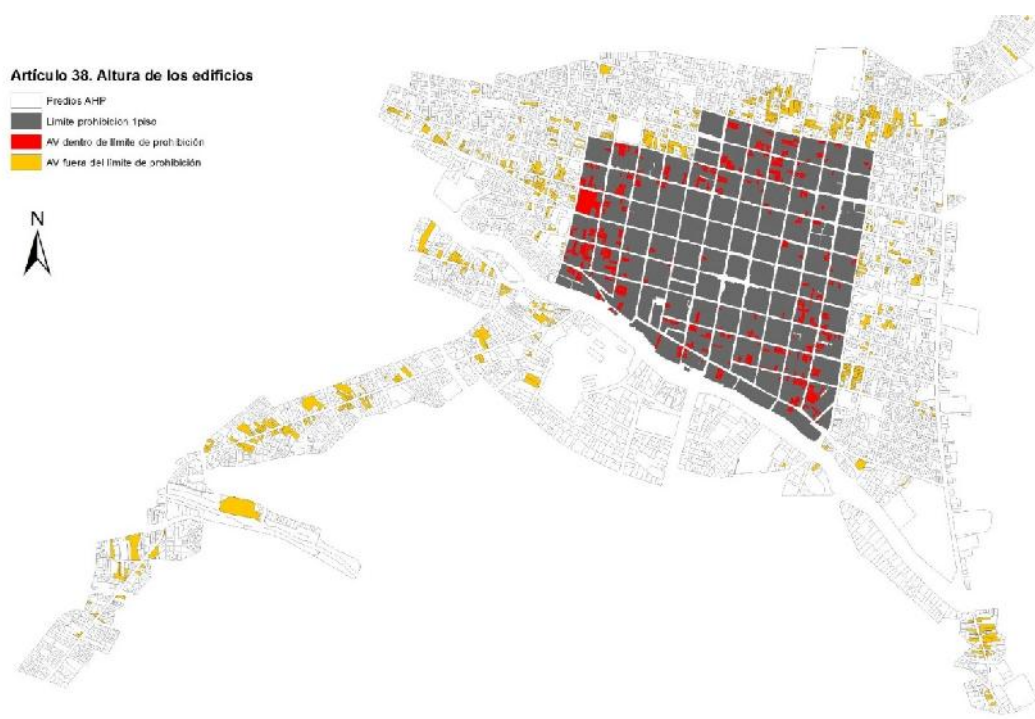 Artículo 38. Altura de los edificios
Predios AHP
Limite prohibicion 1piso
AV dentro de limite de prohibición
AV fuera del limite de prohibición
N